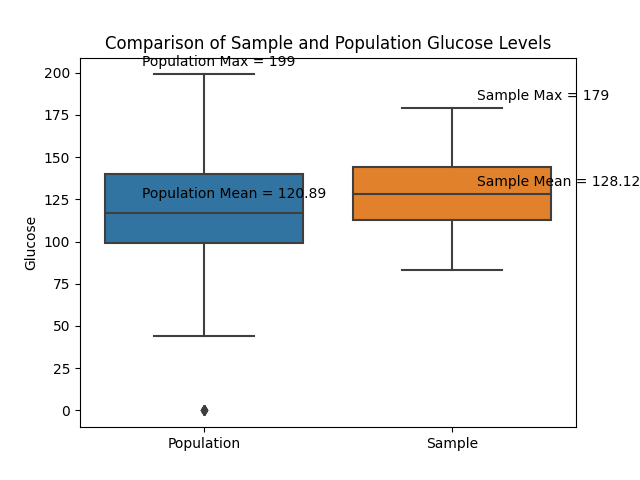 Comparison of Sample and Population Glucose Levels
Population Max = 199
200
Sample Max = 179
175
150
Population Mean = 120.89
Sample Mean = 128.12
125
100
75
50
25
0
Glucose
Population
Sample